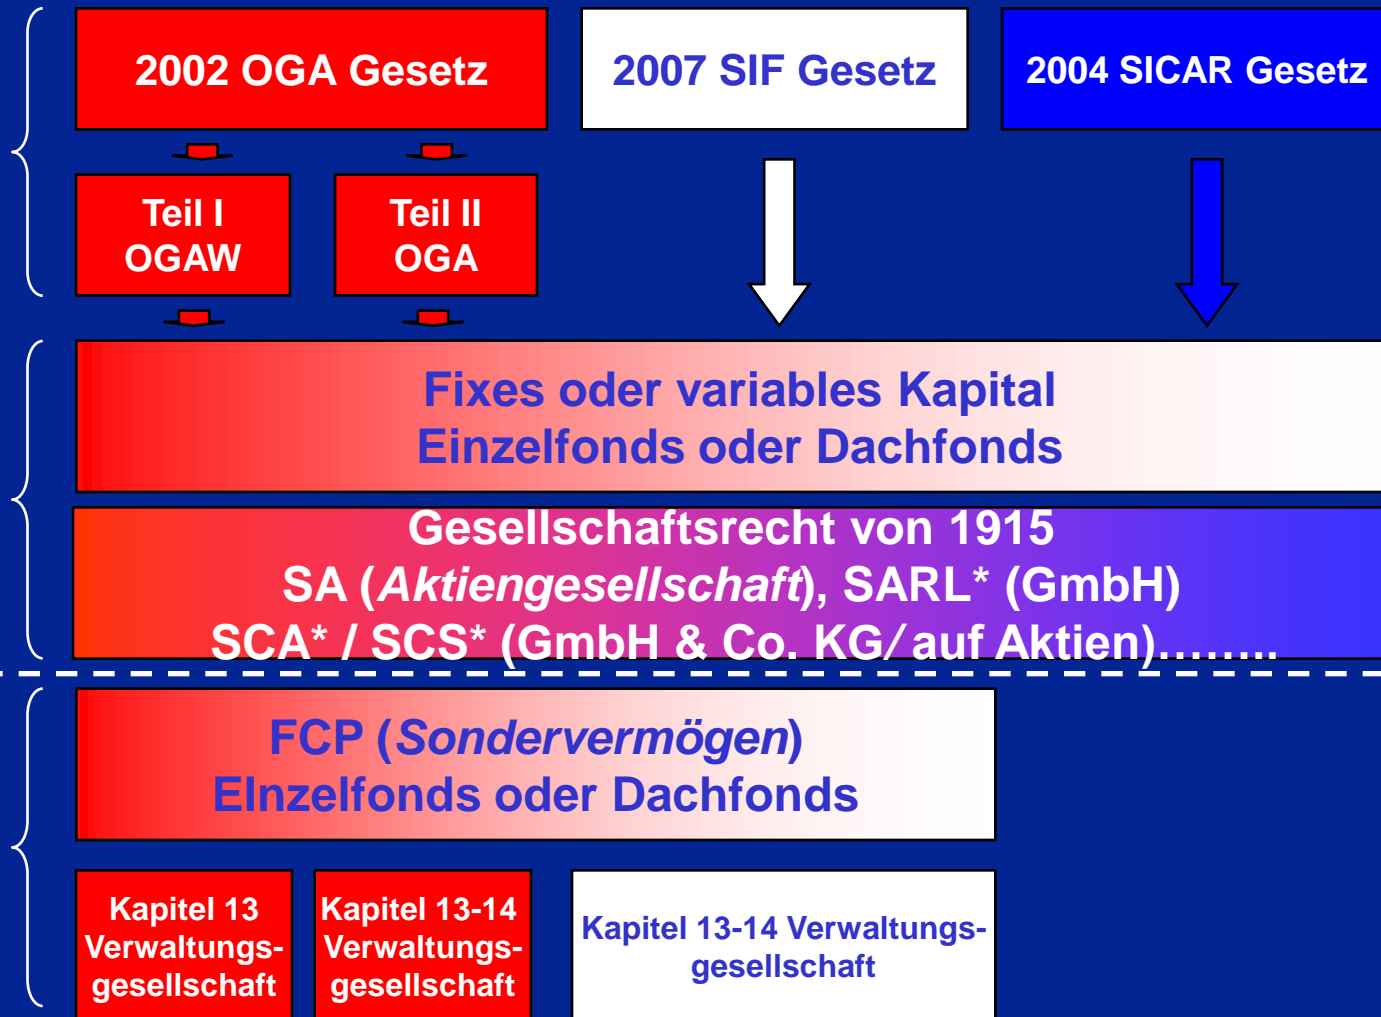 2002 OGA Gesetz
2007 SIF Gesetz
2004 SICAR Gesetz
Teil I
OGAW
Teil II
OGA
Fixes oder variables Kapital
Einzelfonds oder Dachfonds
Gesellschaftsrecht von 1915
SA (Aktiengesellschaft), SARL* (GmbH)
SCA* / SCS* (GmbH & Co. KG/ auf Aktien)........
FCP (Sondervermögen)
EInzelfonds oder Dachfonds
Kapitel 13
Verwaltungs-
gesellschaft
Kapitel 13-14
Verwaltungs-
gesellschaft
Kapitel 13-14 Verwaltungs-
gesellschaft